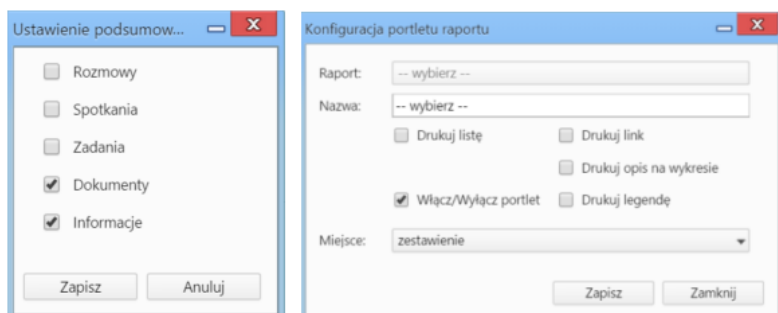 Ustawienie podsumow...
Rozmowy
Spotkania
Zadania
Dokumenty
Informacje
Zapisz Anuluj
Konfiguracja portletu raportu
Raport: -- wybierz --
Nazwa: -- wybierz --
Drukuj listę Drukuj link
Drukuj opis na wykresie
Włącz/Wyłącz portlet Drukuj legendę
Miejsce: zestawienie
Zapisz Zamknij